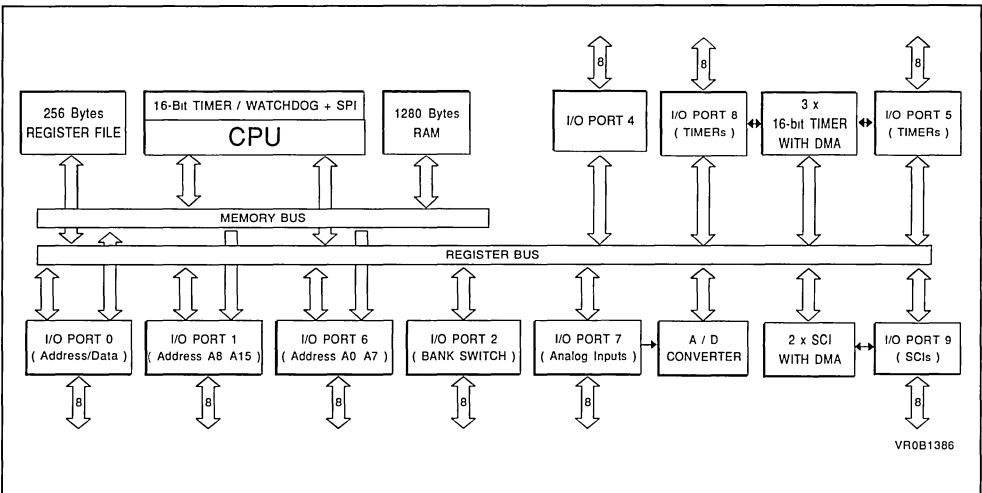 8
8
8
256 Bytes
REGISTER FILE
16-Bit TIMER / WATCHDOG + SPI
CPU
1280 Bytes
RAM
I/O PORT 4
I/O PORT 8
( TIMERs )
3 x
16-bit TIMER
WITH DMA
I/O PORT 5
( TIMERs )
MEMORY BUS
REGISTER BUS
I/O PORT 0
( Address/Data )
I/O PORT 1
( Address A8 A15 )
I/O PORT 6
( Address A0 A7 )
I/O PORT 2
( BANK SWITCH )
I/O PORT 7
( Analog Inputs )
A / D
CONVERTER
2 x SCI
WITH DMA
I/O PORT 9
( SCIs )
8
8
8
8
8
8
VR0B1386